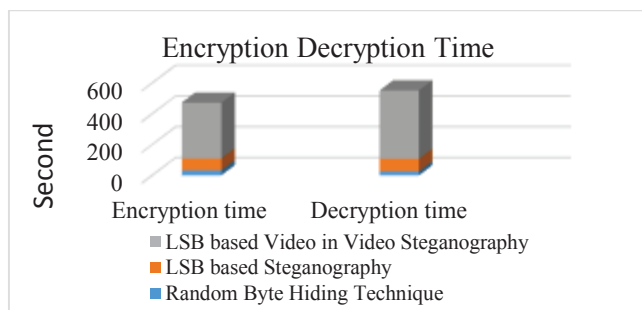 Encryption Decryption Time
600
400
200
0
Second
Encryption time Decryption time
LSB based Video in Video Steganography
LSB based Steganography
Random Byte Hiding Technique